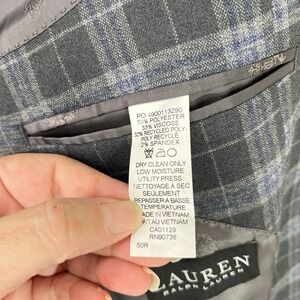 PO 4900113290
33% POLYESTER
33% VISCOSE
32% RECYCLED POLY-
POLY RECYCLE
2% SPANDEX
DRY CLEAN ONLY
LOW MOISTURE
UTILITY PRESS
NETTOYAGE A SEC
SEULEMENT
REPASSER A BASSE
TEMPERATURE
MADE IN VIETNAM
FAIT AU VIETNAM
CA01129
RN90736
50R
LAUREN
RALPH LAUREN